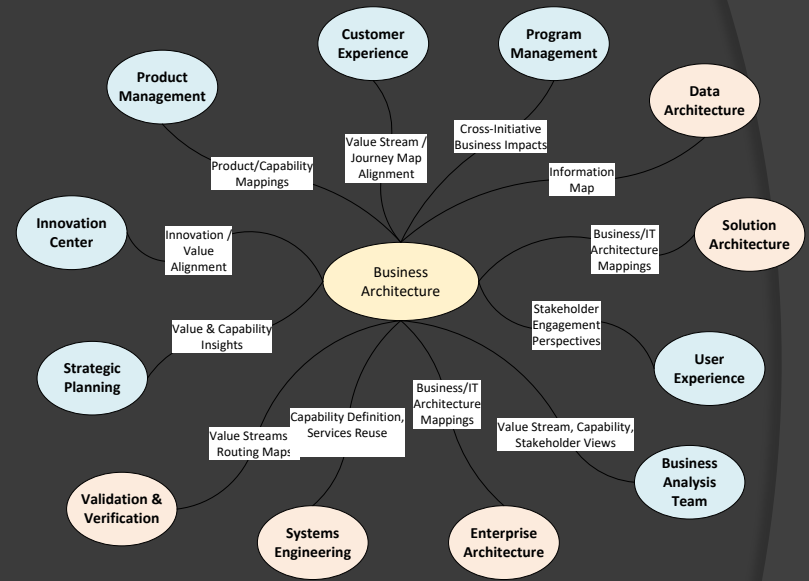 Customer
Experience
Program
Management
Product
Management
Data
Architecture
Value Stream /
Journey Map
Alignment
Cross-Initiative
Business Impacts
Product/Capability
Mappings
Information
Map
Innovation
Center
Innovation /
Value
Alignment
Business/IT
Architecture
Mappings
Solution
Architecture
Business
Architecture
Value & Capability
Insights
Stakeholder
Engagement
Perspectives
Strategic
Planning
User
Experience
Value Streams
Routing Maps
Capability Definition,
Services Reuse
Business/IT
Architecture
Mappings
Value Stream, Capability,
Stakeholder Views
Business
Analysis
Team
Validation &
Verification
Systems
Engineering
Enterprise
Architecture